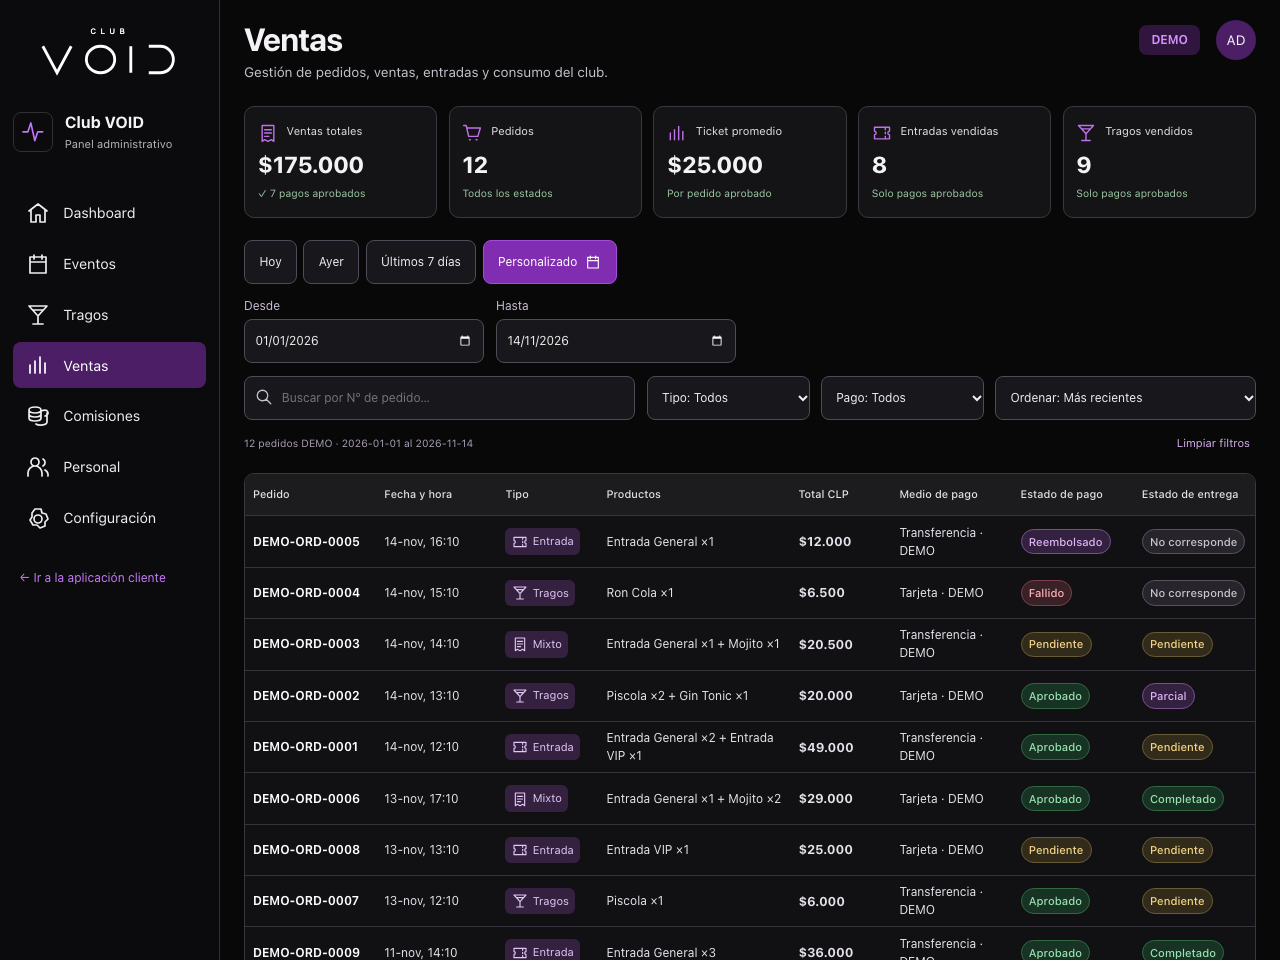 CLUB
VOID
Club VOID
Panel administrativo
Dashboard
Eventos
Tragos
Ventas
Comisiones
Personal
Configuración
← Ir a la aplicación cliente
Ventas
Gestión de pedidos, ventas, entradas y consumo del club.
DEMO
AD
Ventas totales
$175.000
✓ 7 pagos aprobados
Pedidos
12
Todos los estados
Ticket promedio
$25.000
Por pedido aprobado
Entradas vendidas
8
Solo pagos aprobados
Tragos vendidos
9
Solo pagos aprobados
Hoy
Ayer
Últimos 7 días
Personalizado
Desde
Hasta
01/01/2026
14/11/2026
Buscar por N° de pedido...
Tipo: Todos
Pago: Todos
Ordenar: Más recientes
12 pedidos DEMO · 2026-01-01 al 2026-11-14
Limpiar filtros
Pedido Fecha y hora Tipo Productos Total CLP Medio de pago Estado de pago Estado de entrega
DEMO-ORD-0005 14-nov, 16:10 Entrada Entrada General ×1 $12.000 Transferencia · DEMO Reembolsado No corresponde
DEMO-ORD-0004 14-nov, 15:10 Tragos Ron Cola ×1 $6.500 Tarjeta · DEMO Fallido No corresponde
DEMO-ORD-0003 14-nov, 14:10 Mixto Entrada General ×1 + Mojito ×1 $20.500 Transferencia · DEMO Pendiente Pendiente
DEMO-ORD-0002 14-nov, 13:10 Tragos Piscola ×2 + Gin Tonic ×1 $20.000 Tarjeta · DEMO Aprobado Parcial
DEMO-ORD-0001 14-nov, 12:10 Entrada Entrada General ×2 + Entrada VIP ×1 $49.000 Transferencia · DEMO Aprobado Pendiente
DEMO-ORD-0006 13-nov, 17:10 Mixto Entrada General ×1 + Mojito ×2 $29.000 Tarjeta · DEMO Aprobado Completado
DEMO-ORD-0008 13-nov, 13:10 Entrada Entrada VIP ×1 $25.000 Tarjeta · DEMO Pendiente Pendiente
DEMO-ORD-0007 13-nov, 12:10 Tragos Piscola ×1 $6.000 Transferencia · DEMO Aprobado Pendiente
DEMO-ORD-0009 11-nov, 14:10 Entrada Entrada General ×3 $36.000 Transferencia · DEMO Aprobado Completado